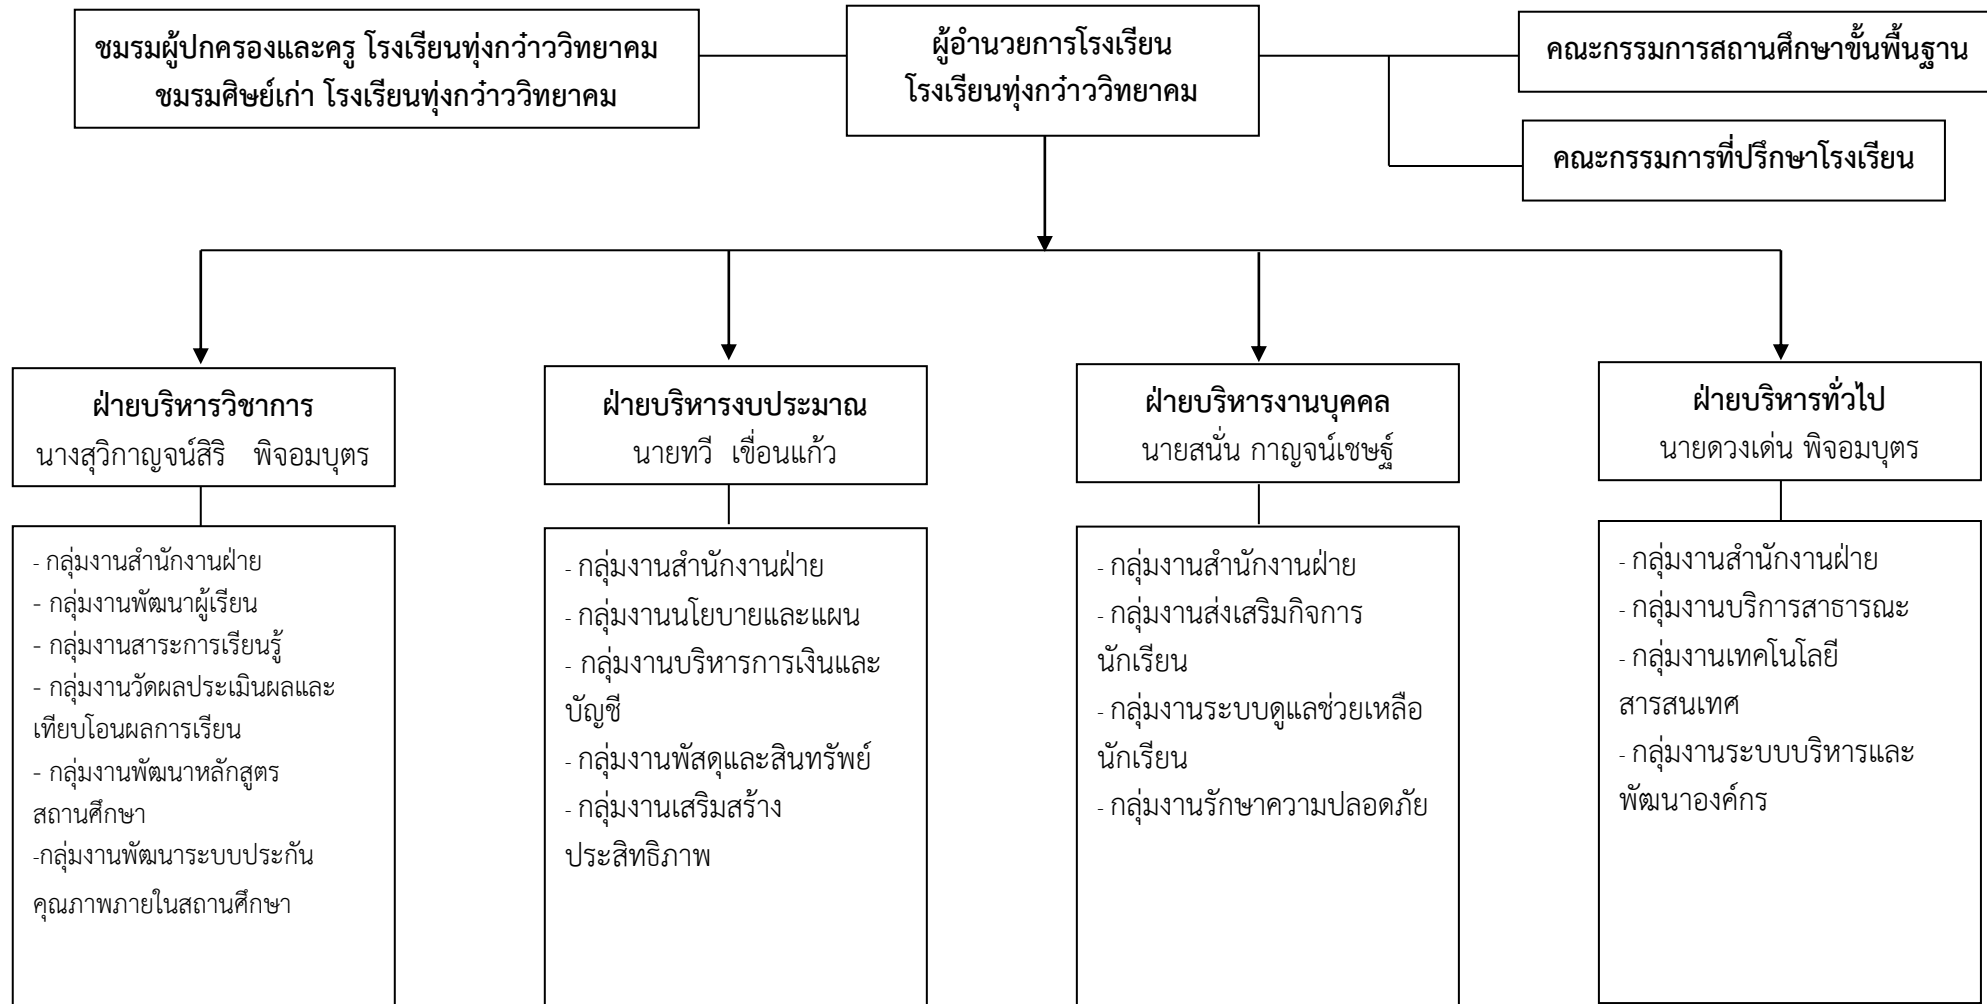 ชมรมผู้ปกครองและครู โรงเรียนทุ่งกว๋าววิทยาคม
ชมรมศิษย์เก่า โรงเรียนทุ่งกว๋าววิทยาคม
ผู้อำนวยการโรงเรียน
โรงเรียนทุ่งกว๋าววิทยาคม
คณะกรรมการสถานศึกษาขั้นพื้นฐาน
คณะกรรมการที่ปรึกษาโรงเรียน
ฝ่ายบริหารวิชาการ
นางสุวิกาญจน์สิริ พิจอมบุตร
- กลุ่มงานสำนักงานฝ่าย
- กลุ่มงานพัฒนาผู้เรียน
- กลุ่มงานสาระการเรียนรู้
- กลุ่มงานวัดผลประเมินผลและ
เทียบโอนผลการเรียน
- กลุ่มงานพัฒนาหลักสูตร
สถานศึกษา
-กลุ่มงานพัฒนาระบบประกัน
คุณภาพภายในสถานศึกษา
ฝ่ายบริหารงบประมาณ
นายทวี เขื่อนแก้ว
- กลุ่มงานสำนักงานฝ่าย
- กลุ่มงานนโยบายและแผน
- กลุ่มงานบริหารการเงินและ
บัญชี
- กลุ่มงานพัสดุและสินทรัพย์
- กลุ่มงานเสริมสร้าง
ประสิทธิภาพ
ฝ่ายบริหารงานบุคคล
นายสนั่น กาญจน์เชษฐ์
- กลุ่มงานสำนักงานฝ่าย
- กลุ่มงานส่งเสริมกิจการ
นักเรียน
- กลุ่มงานระบบดูแลช่วยเหลือ
นักเรียน
- กลุ่มงานรักษาความปลอดภัย
ฝ่ายบริหารทั่วไป
นายดวงเด่น พิจอมบุตร
- กลุ่มงานสำนักงานฝ่าย
- กลุ่มงานบริการสาธารณะ
- กลุ่มงานเทคโนโลยี
สารสนเทศ
- กลุ่มงานระบบบริหารและ
พัฒนาองค์กร